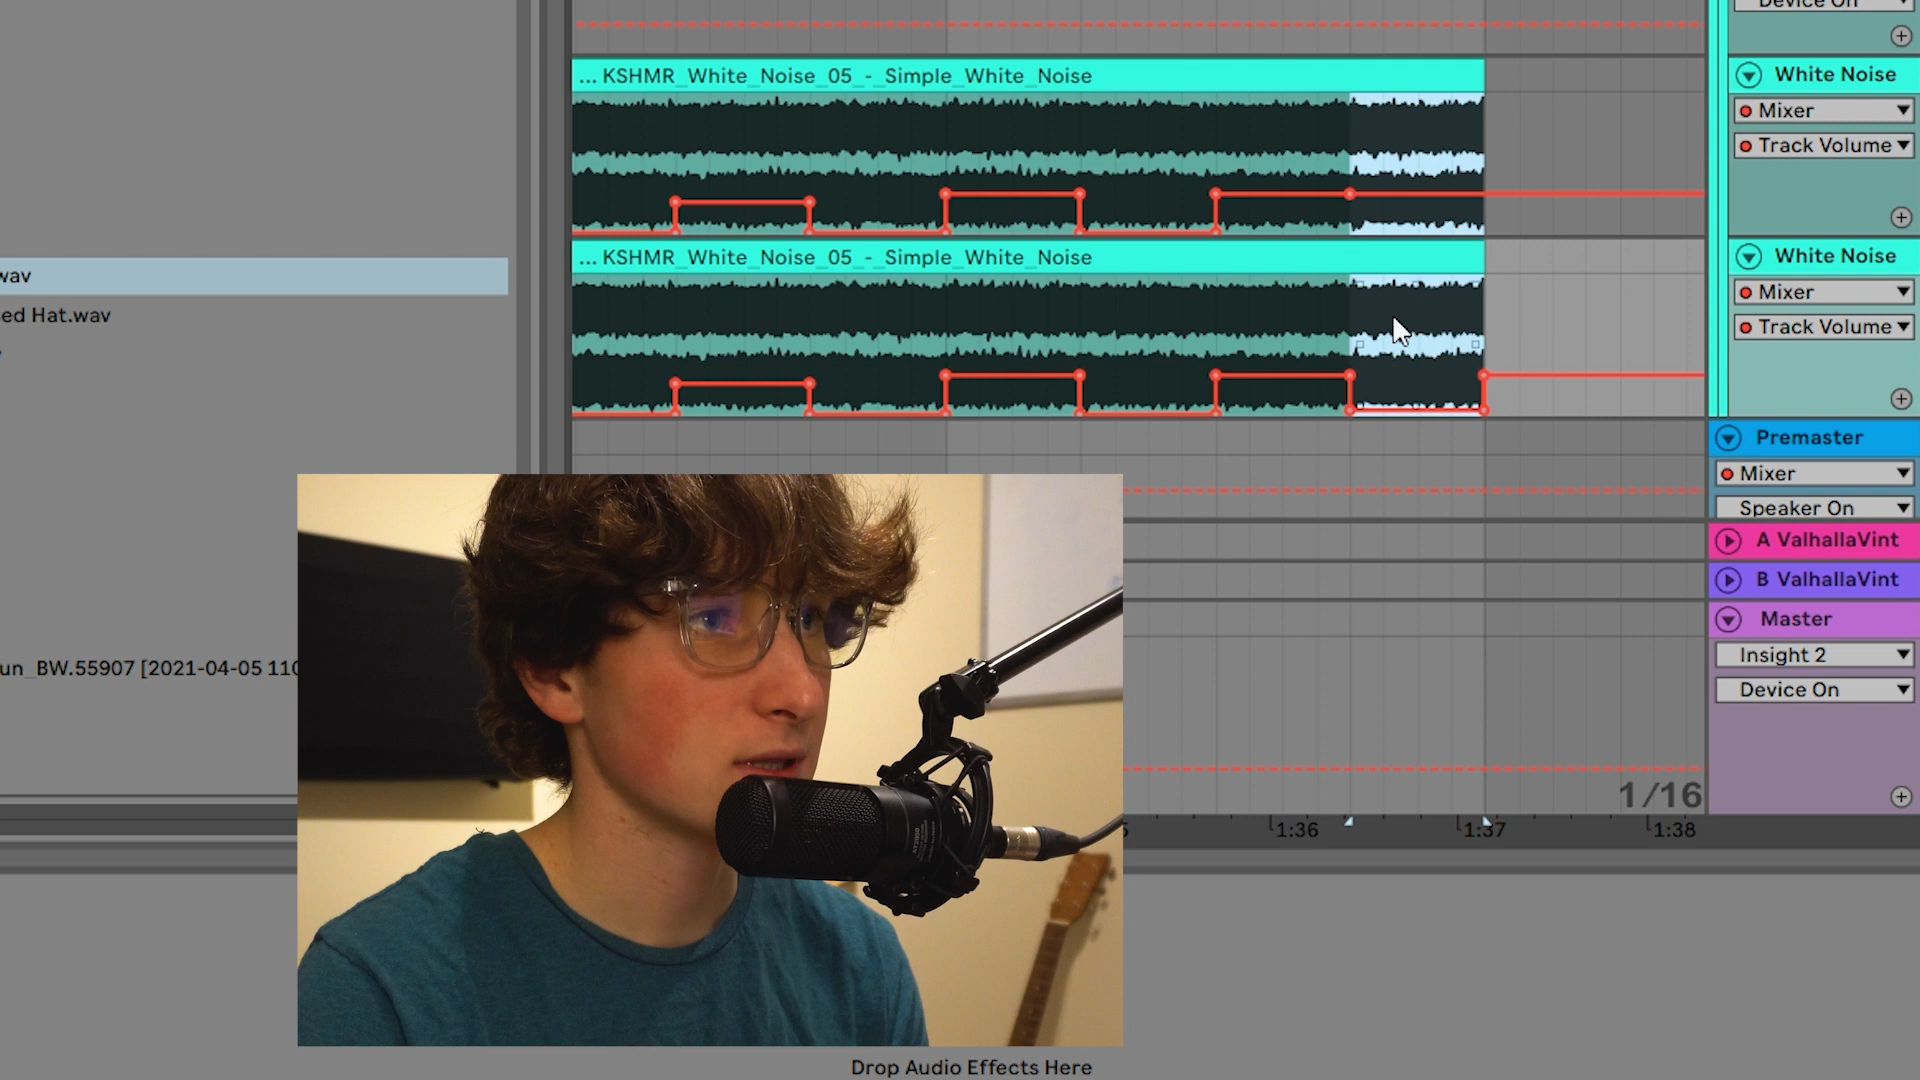 Device On
... KSHMR_White_Noise_05_-_Simple_White_Noise
White Noise
Mixer
Track Volume
... KSHMR_White_Noise_05_-_Simple_White_Noise
White Noise
wav
Mixer
ed Hat.wav
Track Volume
Premaster
Mixer
Speaker On
A ValhallaVint
B ValhallaVint
Master
un_BW.55907 [2021-04-05 110
Insight 2
Device On
1/16
1:36
1:37
1:38
Drop Audio Effects Here